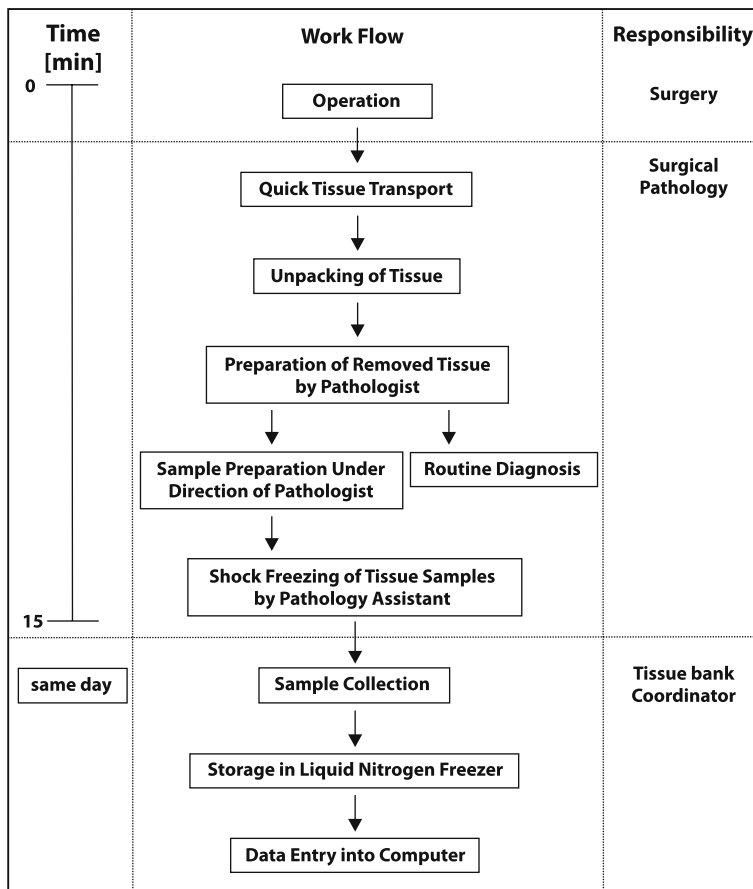 Time
[min]
Work Flow
Responsibility
0
Operation
Surgery
Quick Tissue Transport
Surgical
Pathology
Unpacking of Tissue
Preparation of Removed Tissue
by Pathologist
Sample Preparation Under
Direction of Pathologist
Routine Diagnosis
Shock Freezing of Tissue Samples
by Pathology Assistant
15
same day
Sample Collection
Tissue bank
Coordinator
Storage in Liquid Nitrogen Freezer
Data Entry into Computer